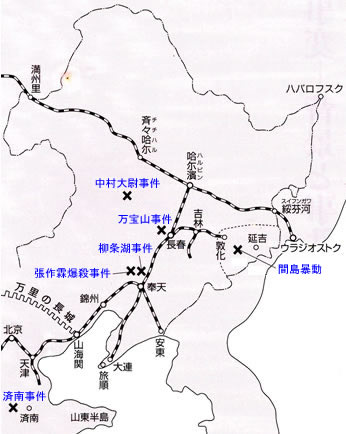 満州里
ハバロフスク
チチハル
斉々哈尔
ハルビン
哈尔濱
中村大尉事件
スイフンガワ
綏芬河
万宝山事件
吉林
長春
敦化
延吉
ウラジオストク
間島暴動
柳条湖事件
張作霖爆殺事件
奉天
万里の長城
錦州
北京
山海関
安東
天津
旅順
大連
済南事件
済南
山東半島